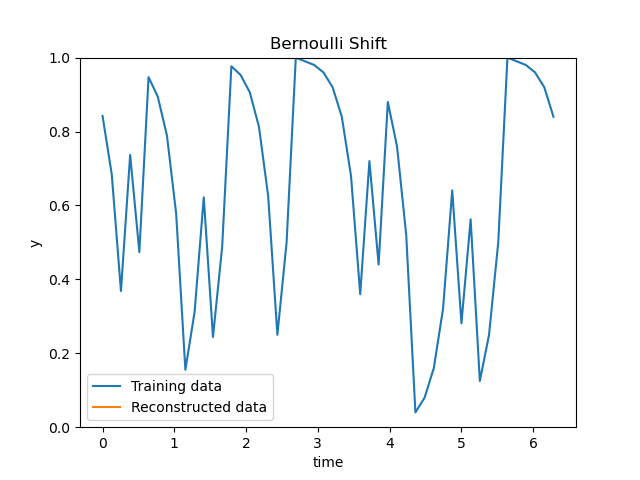 Bernoulli Shift
1.0
0.8
0.6
0.4
0.2
0.0
y
Training data
Reconstructed data
0 1 2 3 4 5 6
time